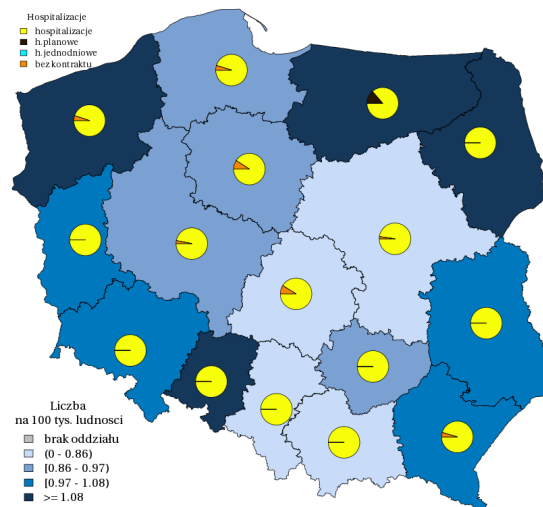 Hospitalizacje
hospitalizacje
h.planowe
h.jednodniowe
bez kontraktu
Liczba
na 100 tys. ludnosci
brak oddziału
(0 - 0.86)
[0.86 - 0.97)
[0.97 - 1.08)
>= 1.08